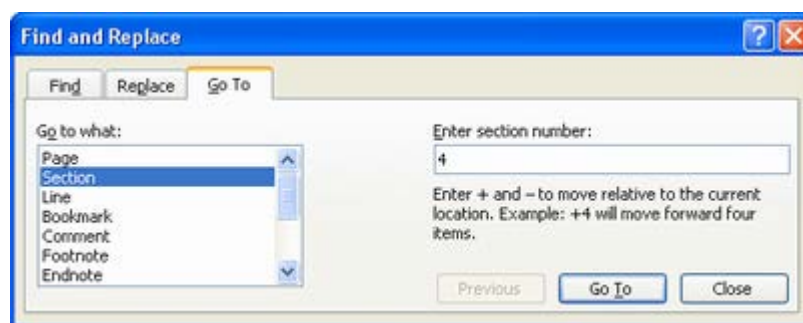 Find and Replace
Find Replace Go To
Go to what:
Page
Section
Line
Bookmark
Comment
Footnote
Endnote
Enter section number:
4
Enter + and – to move relative to the current
location. Example: +4 will move forward four
items.
Previous Go To Close